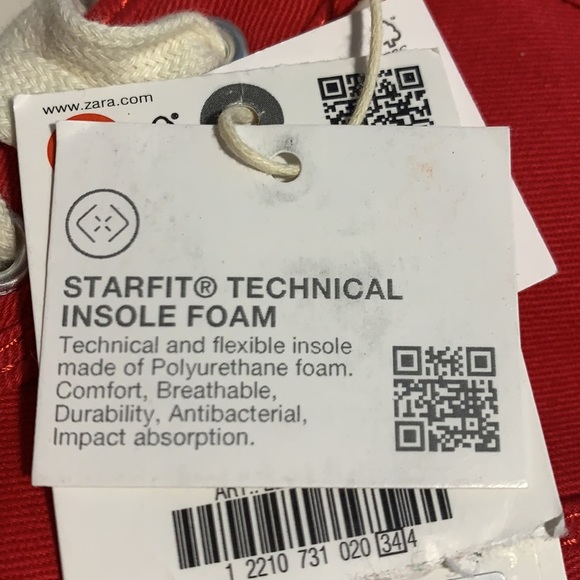 www.zara.com
STARFIT® TECHNICAL
INSOLE FOAM
Technical and flexible insole
made of Polyurethane foam.
Comfort, Breathable,
Durability, Antibacterial,
Impact absorption.
1 2210 731 020 34 4